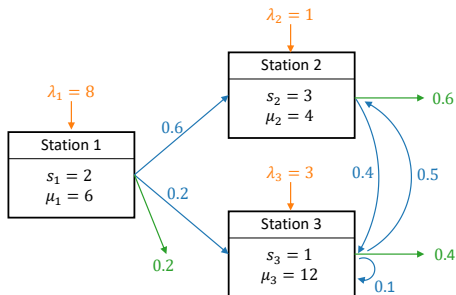 λ₂ = 1
Station 2
λ₁ = 8
s₂ = 3
μ₂ = 4
0.6
0.6
Station 1
λ₃ = 3
0.4
0.5
s₁ = 2
μ₁ = 6
0.2
Station 3
0.2
s₃ = 1
μ₃ = 12
0.4
0.1